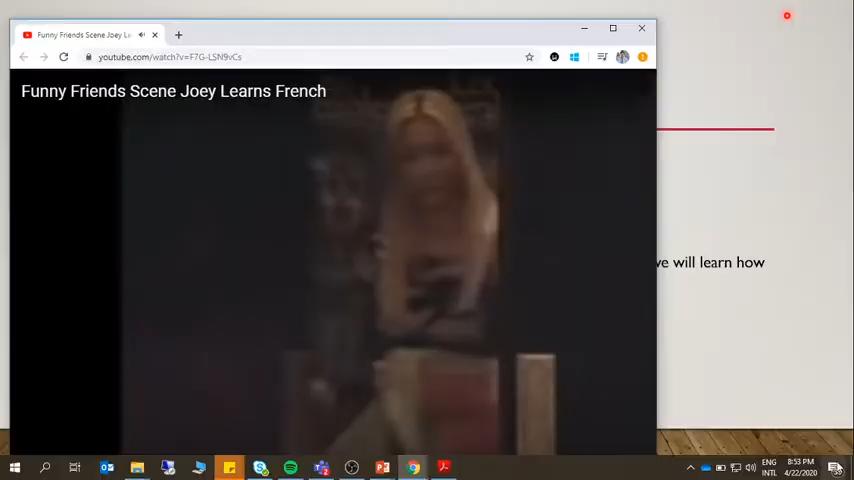 Funny Friends Scene Joey Le
youtube.com/watch?v=F7G-LSN9vCs
Funny Friends Scene Joey Learns French
we will learn how
ENG
INTL
8:53 PM
4/22/2020